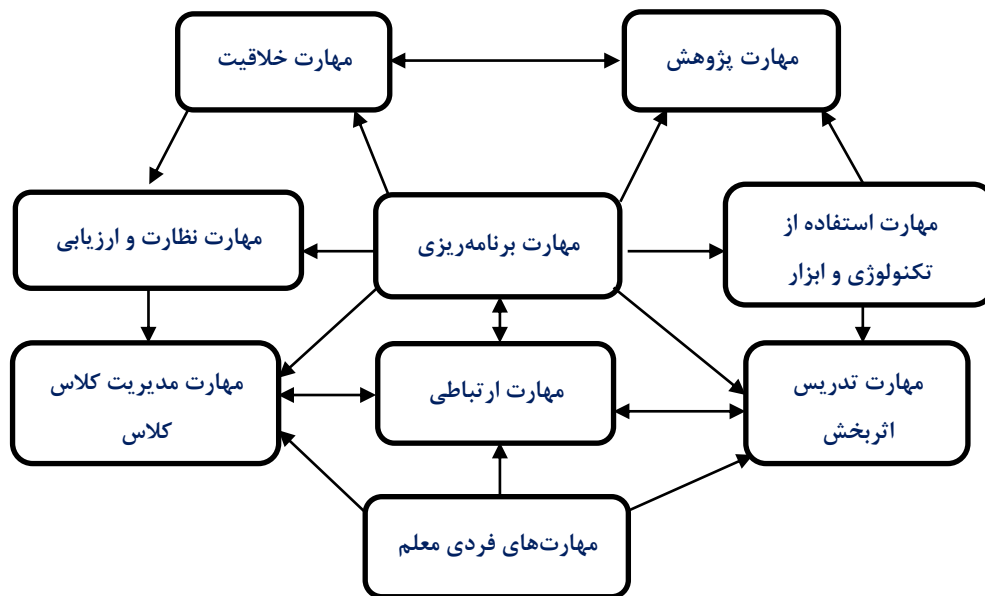 مهارت پژوهش
مهارت خلاقیت
مهارت استفاده از
تکنولوژی و ابزار
مهارت برنامه‌ریزی
مهارت نظارت و ارزیابی
مهارت تدریس
اثربخش
مهارت ارتباطی
مهارت مدیریت کلاس
کلاس
مهارت‌های فردی معلم